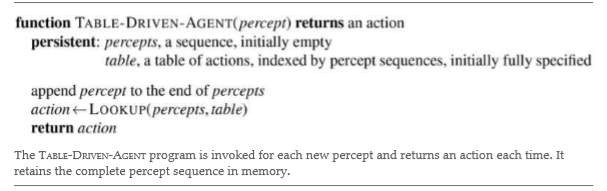 function TABLE-DRIVEN-AGENT(percept) returns an action
persistent: percepts, a sequence, initially empty
table, a table of actions, indexed by percept sequences, initially fully specified
append percept to the end of percepts
action ← LOOKUP(percepts, table)
return action
The TABLE-DRIVEN-AGENT program is invoked for each new percept and returns an action each time. It
retains the complete percept sequence in memory.